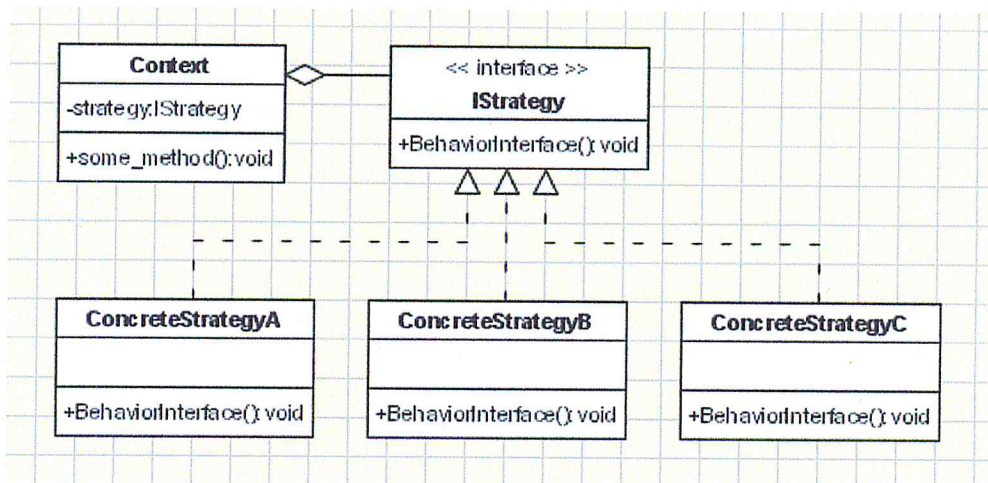 Context
-strategy:IStrategy
+some_method():void
<< interface >>
IStrategy
+BehaviorInterface(): void
ConcreteStrategyA
+BehaviorInterface(): void
ConcreteStrategyB
+BehaviorInterface(): void
ConcreteStrategyC
+BehaviorInterface(): void